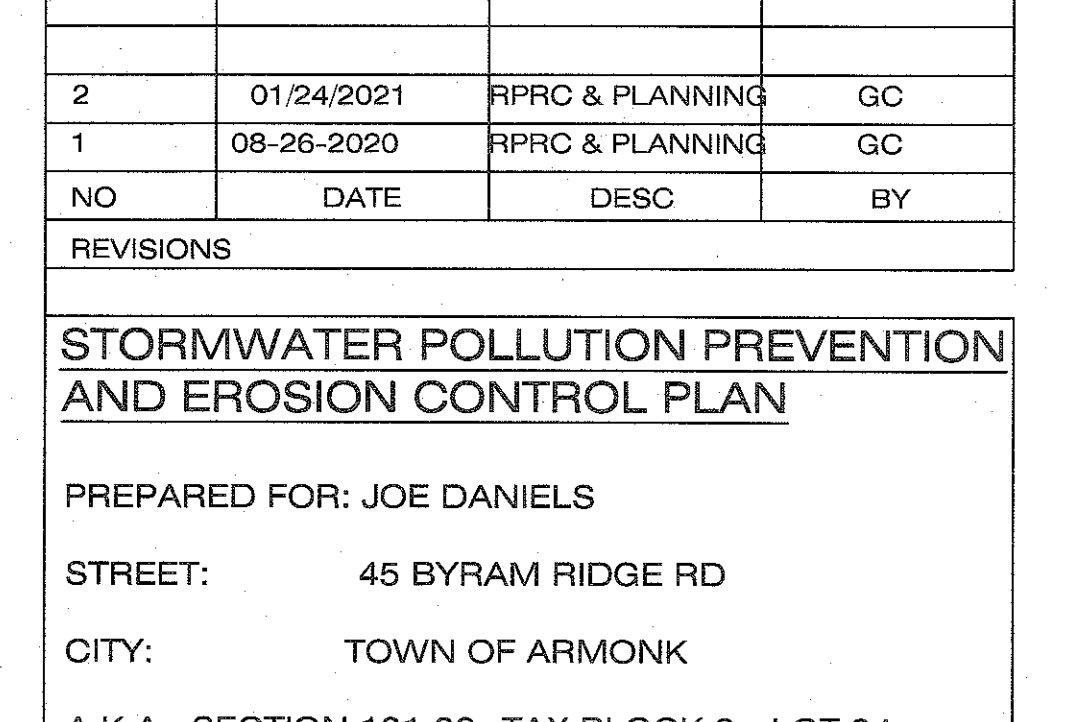 2 01/24/2021 RPRC & PLANNING GC
1 08-26-2020 RPRC & PLANNING GC
NO DATE DESC BY
REVISIONS
STORMWATER POLLUTION PREVENTION
AND EROSION CONTROL PLAN
PREPARED FOR: JOE DANIELS
STREET: 45 BYRAM RIDGE RD
CITY: TOWN OF ARMONK